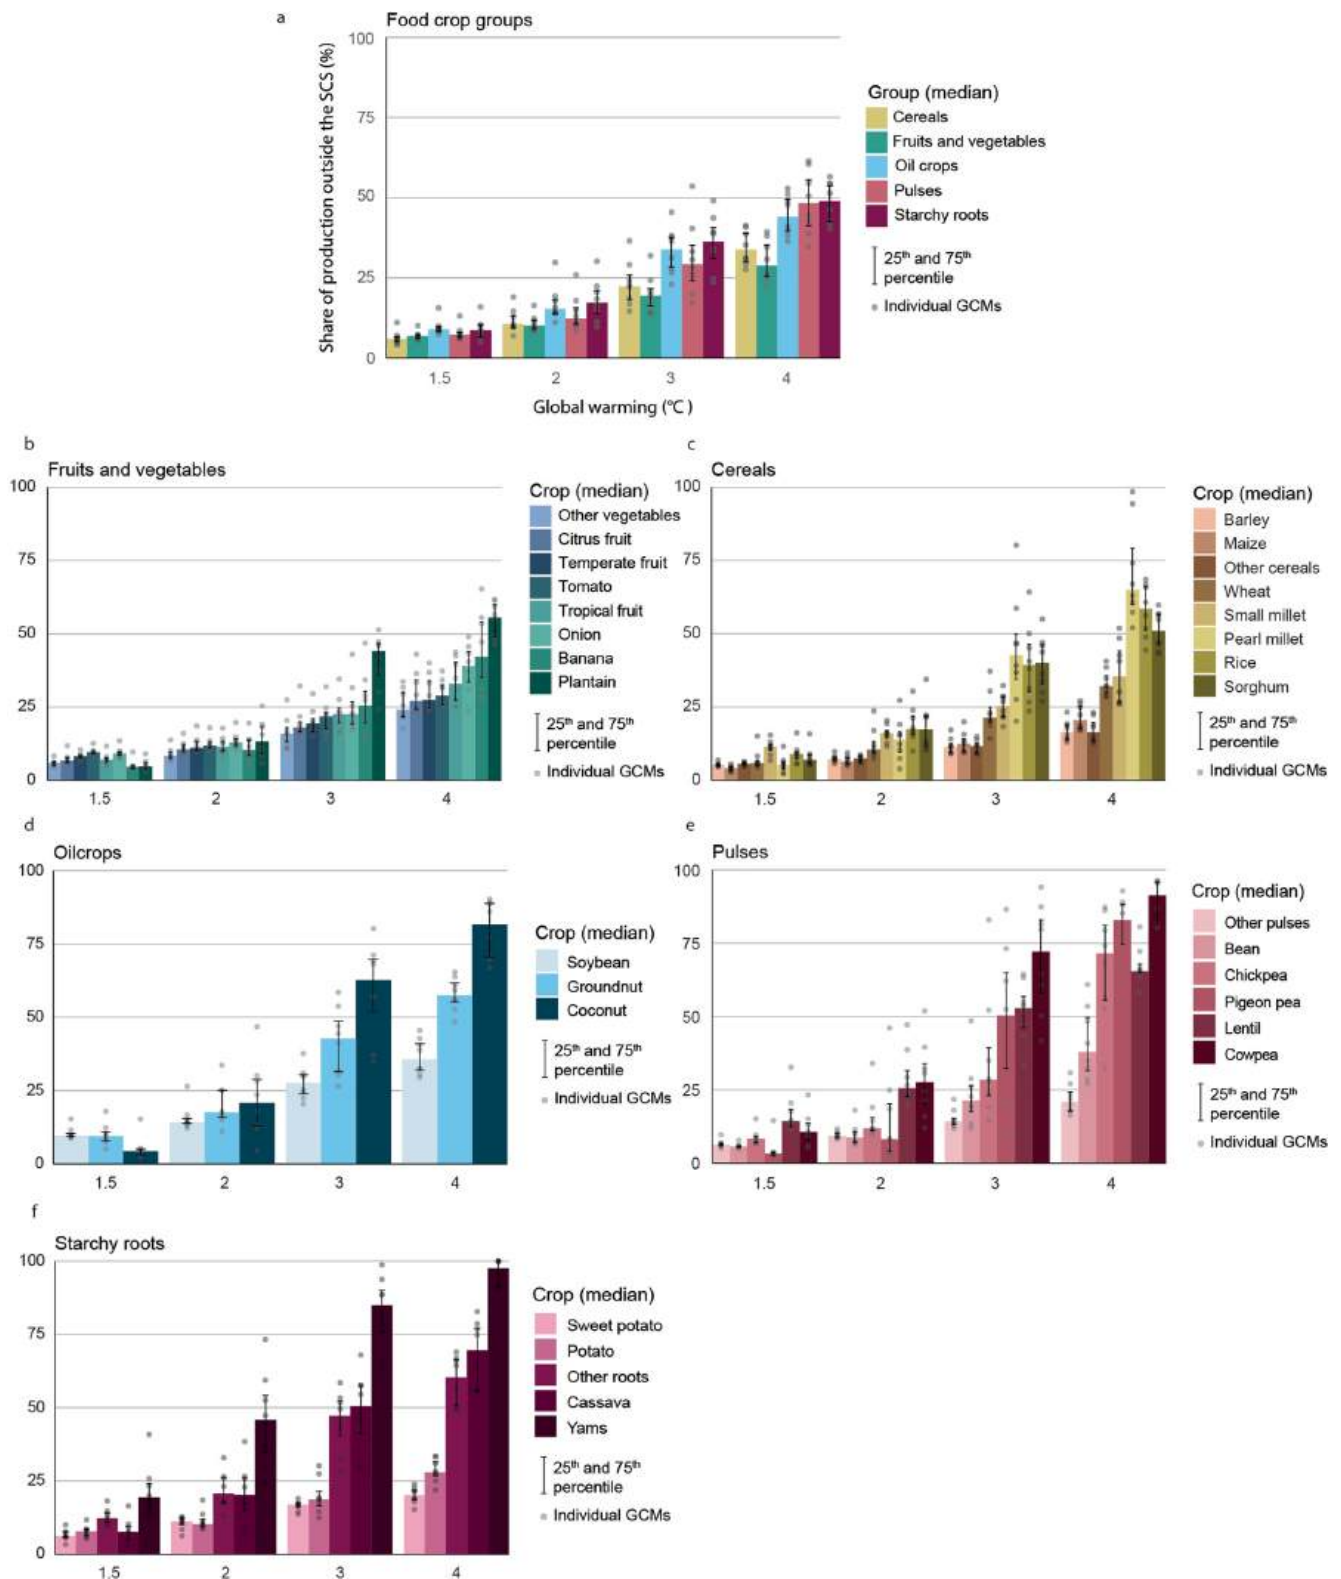 a
Food crop groups
Share of production outside the SCS (%)
100
75
50
25
0
1.5
2
3
4
Global warming (°C)
Group (median)
Cereals
Fruits and vegetables
Oil crops
Pulses
Starchy roots
25th and 75th
percentile
Individual GCMs
b
Fruits and vegetables
100
75
50
25
0
1.5
2
3
4
Crop (median)
Other vegetables
Citrus fruit
Temperate fruit
Tomato
Tropical fruit
Onion
Banana
Plantain
25th and 75th
percentile
Individual GCMs
c
Cereals
100
75
50
25
0
1.5
2
3
4
Crop (median)
Barley
Maize
Other cereals
Wheat
Small millet
Pearl millet
Rice
Sorghum
25th and 75th
percentile
Individual GCMs
d
Oilcrops
100
75
50
25
0
1.5
2
3
4
Crop (median)
Soybean
Groundnut
Coconut
25th and 75th
percentile
Individual GCMs
e
Pulses
100
75
50
25
0
1.5
2
3
4
Crop (median)
Other pulses
Bean
Chickpea
Pigeon pea
Lentil
Cowpea
25th and 75th
percentile
Individual GCMs
f
Starchy roots
100
75
50
25
0
1.5
2
3
4
Crop (median)
Sweet potato
Potato
Other roots
Cassava
Yams
25th and 75th
percentile
Individual GCMs